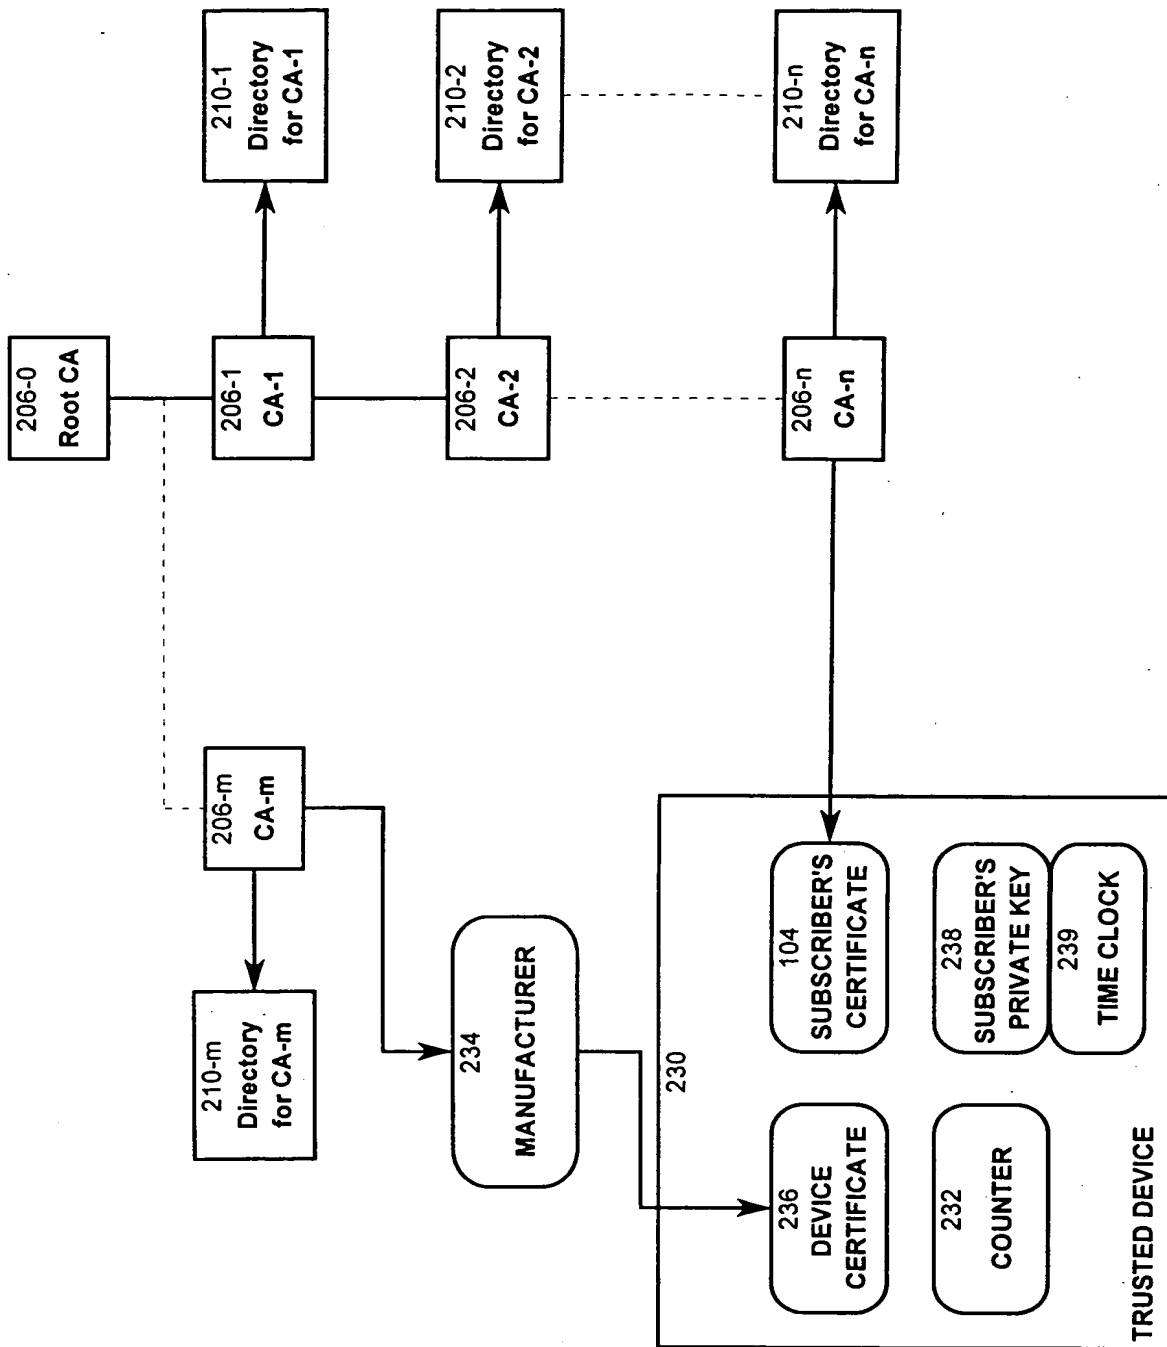 206-0
Root CA
206-1
CA-1
210-1
Directory
for CA-1
206-2
CA-2
210-2
Directory
for CA-2
206-n
CA-n
210-n
Directory
for CA-n
206-m
CA-m
210-m
Directory
for CA-m
234
MANUFACTURER
230
236
DEVICE
CERTIFICATE
104
SUBSCRIBER'S
CERTIFICATE
232
COUNTER
238
SUBSCRIBER'S
PRIVATE KEY
239
TIME CLOCK
TRUSTED DEVICE